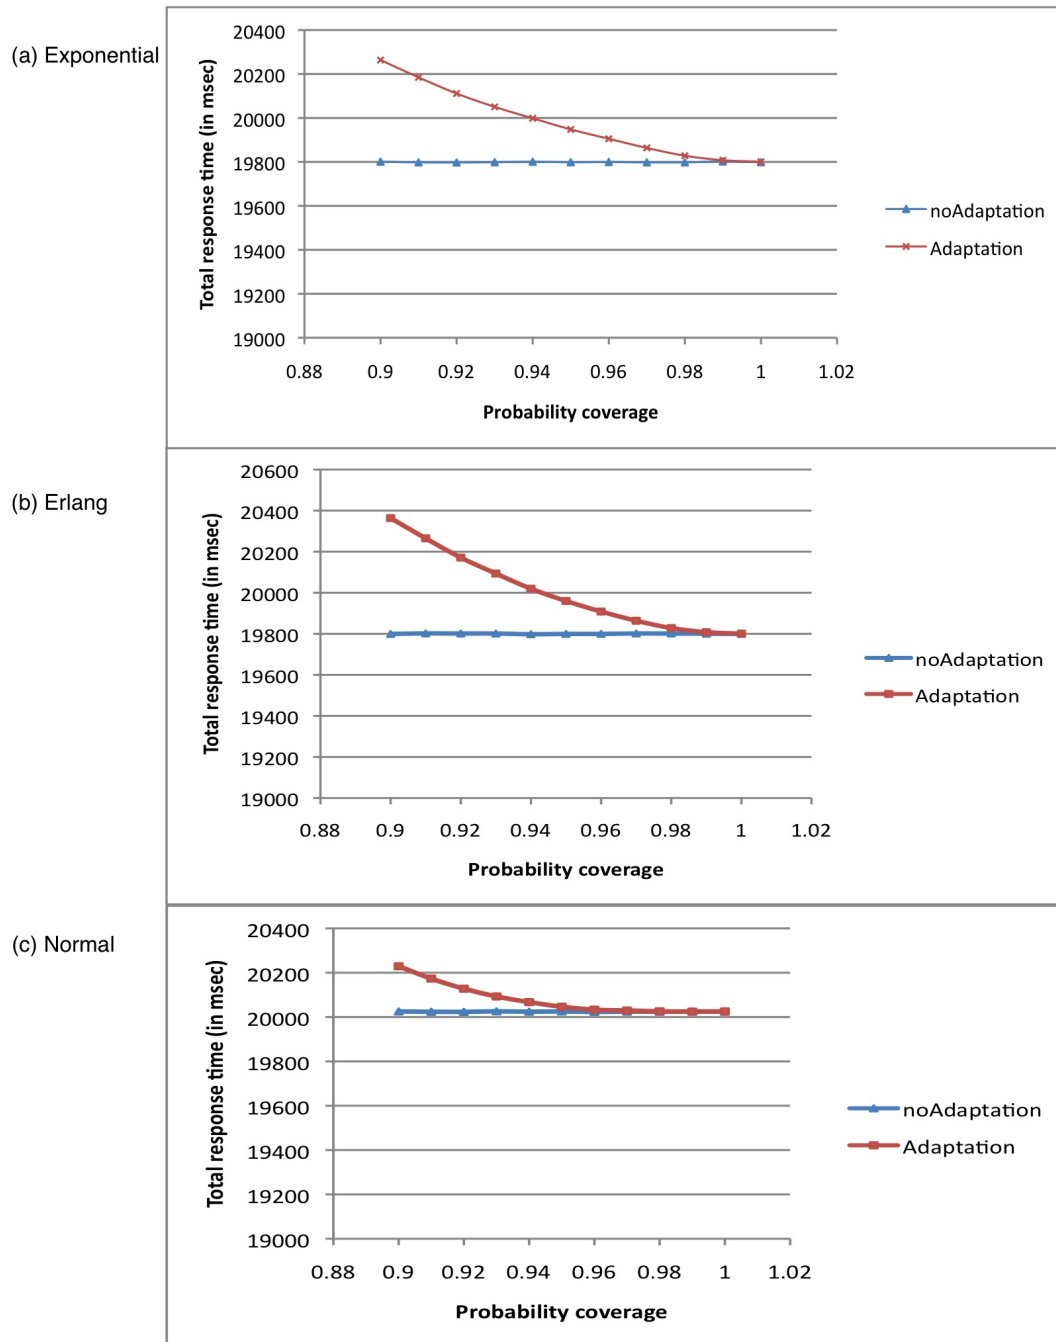 (a) Exponential
Total response time (in msec)
20400
20200
20000
19800
19600
19400
19200
19000
0.88 0.9 0.92 0.94 0.96 0.98 1 1.02
Probability coverage
noAdaptation
Adaptation
(b) Erlang
Total response time (in msec)
20600
20400
20200
20000
19800
19600
19400
19200
19000
0.88 0.9 0.92 0.94 0.96 0.98 1 1.02
Probability coverage
noAdaptation
Adaptation
(c) Normal
Total response time (in msec)
20400
20200
20000
19800
19600
19400
19200
19000
0.88 0.9 0.92 0.94 0.96 0.98 1 1.02
Probability coverage
noAdaptation
Adaptation